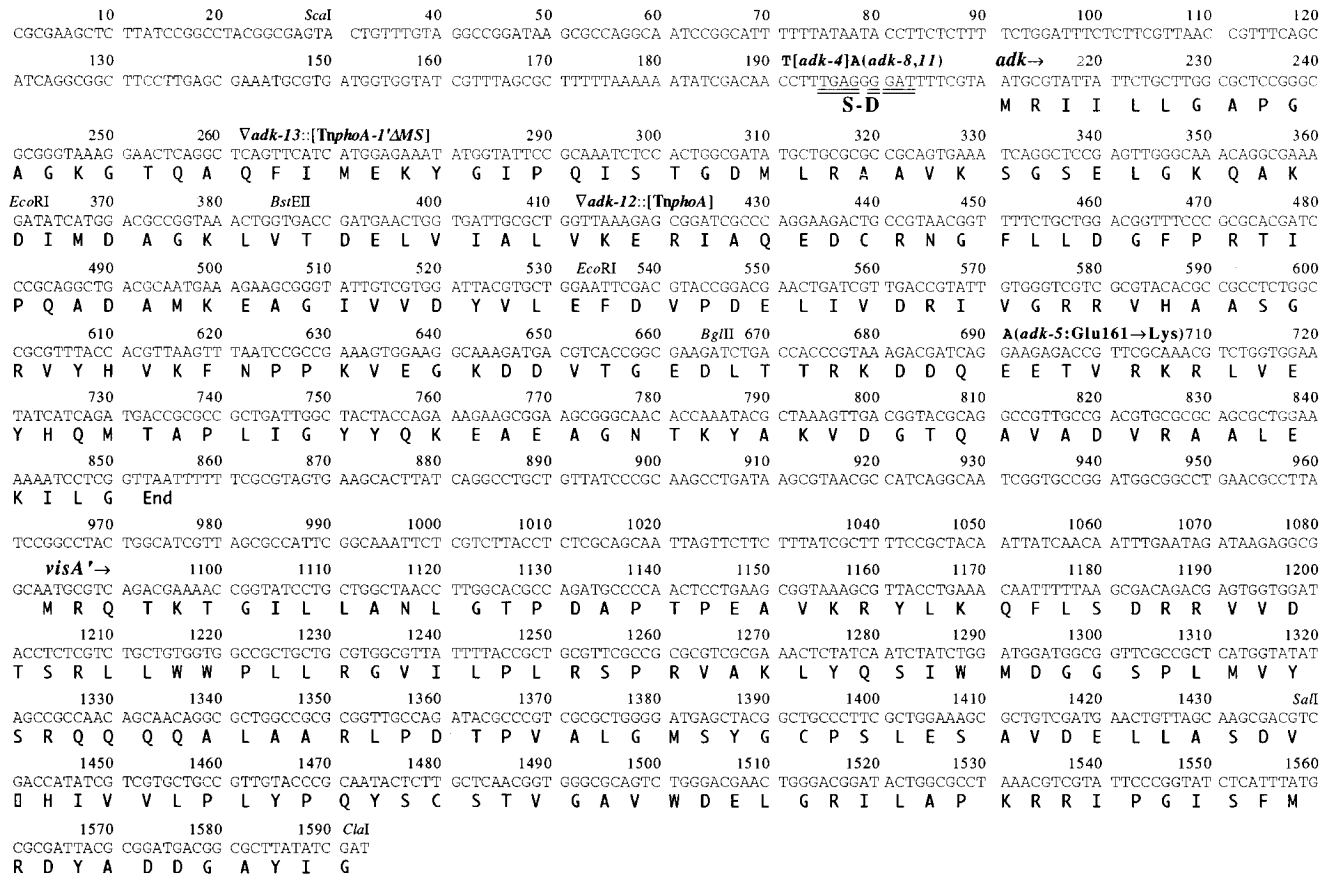 10 20 ScaI 40 50 60 70 80 90 100 110 120
CGCGAAGCTC TTATCCGGCCTACGGCGAGTA CTGTTTGTA GGCCGGATAA GCGCCAGGCA ATCCGGCATT TTTTATAATA CCTTCTCTTT TCTGGATTTCTCTTCGTTAAC CGTTTCAGC
130 150 160 170 180 190 T[adk-4]A(adk-8,11) adk→ 220 230 240
ATCAGGCGGC TTCCTTGAGC GAAATGCGTG ATGGTGGTAT CGTTTAGCGC TTTTTAAAAA ATATCGACAA CCTTTGAGGG GATTTTCGTA ATGCGTATTA TTCTGCTTGG CGCTCCGGGC
S-D M R I I L L G A P G
250 260 ∇adk-13::[TnphoA-1'ΔMS] 290 300 310 320 330 340 350 360
GCGGGTAAAG GAACTCAGGC TCAGTTCATC ATGGAGAAAT ATGGTATTCC GCAAATCTCC ACTGGCGATA TGCTGCGCGC CGCAGTGAAA TCAGGCTCCG AGTTGGGCAA ACAGGCGAAA
A G K G T Q A Q F I M E K Y G I P Q I S T G D M L R A A V K S G S E L G K Q A K
EcoRI 370 380 BstEII 400 410 ∇adk-12::[TnphoA] 430 440 450 460 470 480
GATATCATGG ACGCCGGTAA ACTGGTGACC GATGAACTGG TGATTGCGCT GGTTAAAGAG CGGATCGCCC AGGAAGACTG CCGTAACGGT TTTCTGCTGG ACGGTTTCCC GCGCACGATC
D I M D A G K L V T D E L V I A L V K E R I A Q E D C R N G F L L D G F P R T I
490 500 510 520 530 EcoRI 540 550 560 570 580 590 600
CCGCAGGCTG ACGCAATGAA AGAAGCGGGT ATTGTCGTGG ATTACGTGCT GGAATTCGAC GTACCGGACG AACTGATCGT TGACCGTATT GTGGGTCGTC GCGTACACGC CGCCTCTGGC
P Q A D A M K E A G I V V D Y V L E F D V P D E L I V D R I V G R R V H A A S G
610 620 630 640 650 660 BglII 670 680 690 A(adk-5:Glu161→Lys)710 720
CGCGTTTACC ACGTTAAGTT TAATCCGCCG AAAGTGGAAG GCAAAGATGA CGTCACCGGC GAAGATCTGA CCACCCGTAA AGACGATCAG GAAGAGACCG TTCGCAAACG TCTGGTGGAA
R V Y H V K F N P P K V E G K D D V T G E D L T T R K D D Q E E T V R K R L V E
730 740 750 760 770 780 790 800 810 820 830 840
TATCATCAGA TGACCGCGCC GCTGATTGGC TACTACCAGA AAGAAGCGGA AGCGGGCAAC ACCAAATACG CTAAAGTTGA CGGTACGCAG GCCGTTGCCG ACGTGCGCGC AGCGCTGGAA
Y H Q M T A P L I G Y Y Q K E A E A G N T K Y A K V D G T Q A V A D V R A A L E
850 860 870 880 890 900 910 920 930 940 950 960
AAAATCCTCG GTTAATTTTT TCGCGTAGTG AAGCACTTAT CAGGCCTGCT GTTATCCCGC AAGCCTGATA AGCGTAACGC CATCAGGCAA TCGGTGCCGG ATGGCGGCCT GAACGCCTTA
K I L G End
970 980 990 1000 1010 1020 1040 1050 1060 1070 1080
TCCGGCCTAC TGGCATCGTT AGCGCCATTC GGCAAATTCT CGTCTTACCT CTCGCAGCAA TTAGTTCTTC TTTATCGCTT TTCCGCTACA ATTATCAACA ATTTGAATAG ATAAGAGGCG
visA'→ 1100 1110 1120 1130 1140 1150 1160 1170 1180 1190 1200
GCAATGCGTC AGACGAAAAC CGGTATCCTG CTGGCTAACC TTGGCACGCC AGATGCCCCA ACTCCTGAAG CGGTAAAGCG TTACCTGAAA CAATTTTTAA GCGACAGACG AGTGGTGGAT
M R Q T K T G I L L A N L G T P D A P T P E A V K R Y L K Q F L S D R R V V D
1210 1220 1230 1240 1250 1260 1270 1280 1290 1300 1310 1320
ACCTCTCGTC TGCTGTGGTG GCCGCTGCTG CGTGGCGTTA TTTTACCGCT GCGTTCGCCG CGCGTCGCGA AACTCTATCA ATCTATCTGG ATGGATGGCG GTTCGCCGCT CATGGTATAT
T S R L L W W P L L R G V I L P L R S P R V A K L Y Q S I W M D G G S P L M V Y
1330 1340 1350 1360 1370 1380 1390 1400 1410 1420 1430 SalI
AGCCGCCAAC AGCAACAGGC GCTGGCCGCG CGGTTGCCAG ATACGCCCGT CGCGCTGGGG ATGAGCTACG GCTGCCCTTC GCTGGAAAGC GCTGTCGATG AACTGTTAGC AAGCGACGTC
S R Q Q Q Q A L A A R L P D T P V A L G M S Y G C P S L E S A V D E L L A S D V
1450 1460 1470 1480 1490 1500 1510 1520 1530 1540 1550 1560
GACCATATCG TCGTGCTGCC GTTGTACCCG CAATACTCTT GCTCAACGGT GGGCGCAGTC TGGGACGAAC TGGGACGGAT ACTGGCGCCT AAACGTCGTA TTCCCGGTAT CTCATTTATG
H I V V L P L Y P Q Y S C S T V G A V W D E L G R I L A P K R R I P G I S F M
1570 1580 1590 ClaI
CGCGATTACG CGGATGACGG CGCTTATATC GAT
R D Y A D D G A Y I G